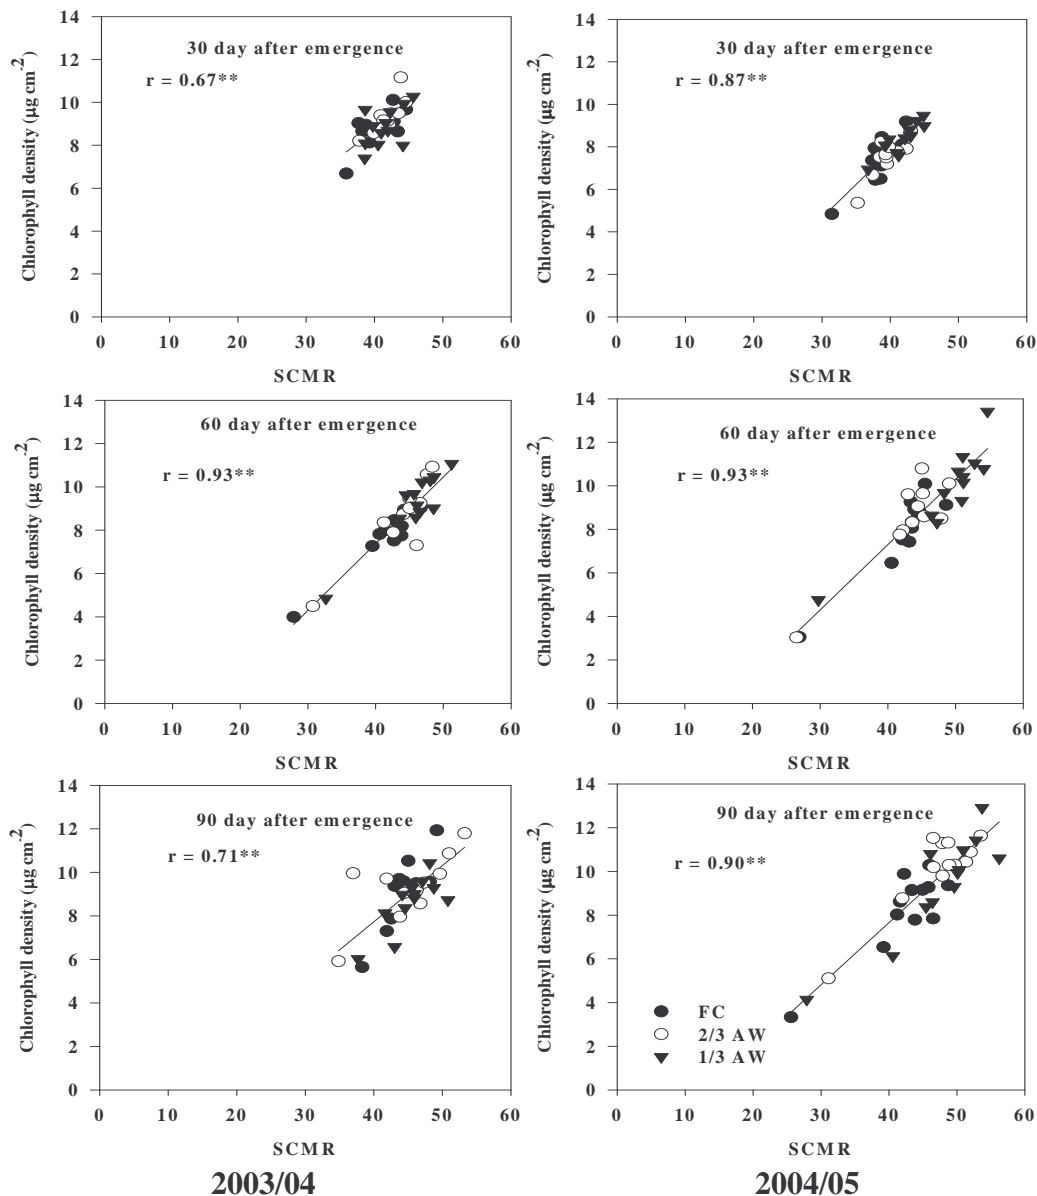 14
12
10
8
6
4
2
0
Chlorophyll density (µg cm-2)
30 day after emergence
r = 0.67**
0 10 20 30 40 50 60
SCMR
14
12
10
8
6
4
2
0
Chlorophyll density (µg cm-2)
30 day after emergence
r = 0.87**
0 10 20 30 40 50 60
SCMR
14
12
10
8
6
4
2
0
Chlorophyll density (µg cm-2)
60 day after emergence
r = 0.93**
0 10 20 30 40 50 60
SCMR
14
12
10
8
6
4
2
0
Chlorophyll density (µg cm-2)
60 day after emergence
r = 0.93**
0 10 20 30 40 50 60
SCMR
14
12
10
8
6
4
2
0
Chlorophyll density (µg cm-2)
90 day after emergence
r = 0.71**
0 10 20 30 40 50 60
SCMR
2003/04
14
12
10
8
6
4
2
0
Chlorophyll density (µg cm-2)
90 day after emergence
r = 0.90**
FC
2/3 AW
1/3 AW
0 10 20 30 40 50 60
SCMR
2004/05